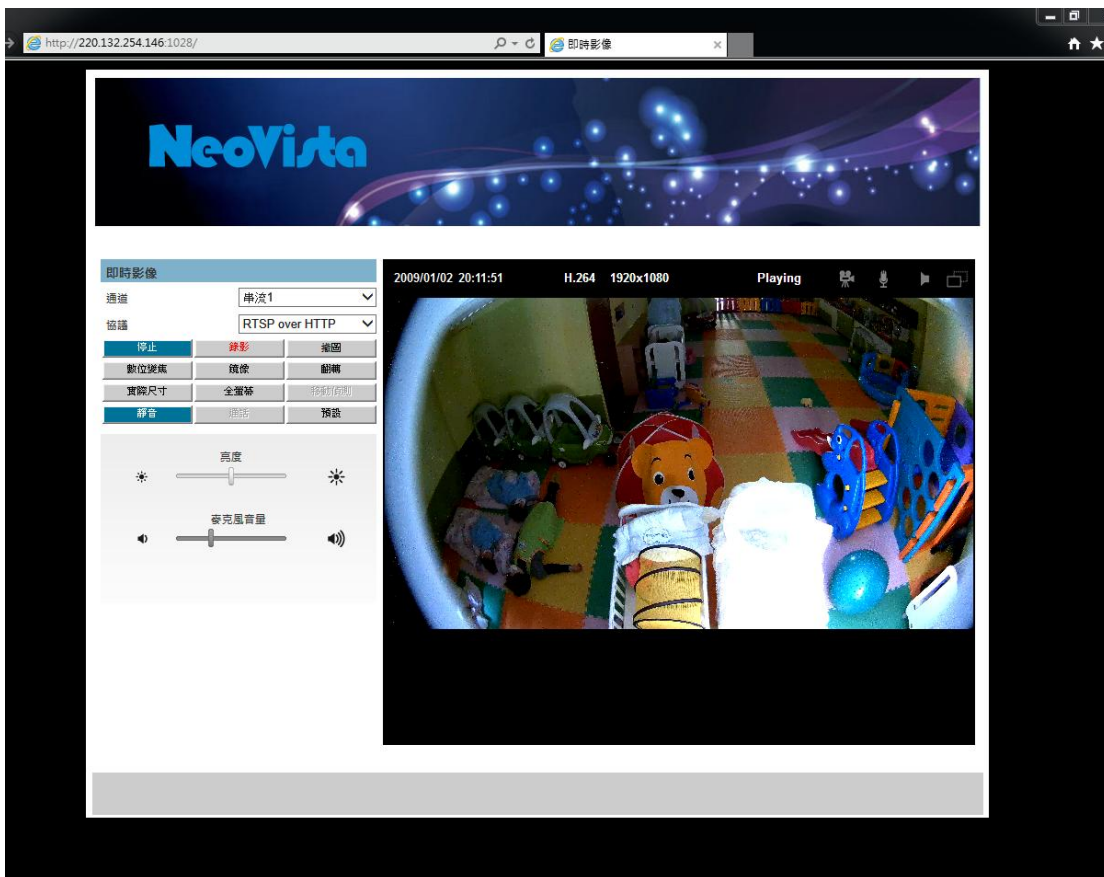 http://220.132.254.146:1028/
即時影像
NeoVista
即時影像
2009/01/02 20:11:51 H.264 1920x1080 Playing
通道 串流1
協議 RTSP over HTTP
停止 錄影 擷圖
數位變焦 鏡像 翻轉
實際尺寸 全螢幕 移動偵測
靜音 通話 預設
亮度
麥克風音量